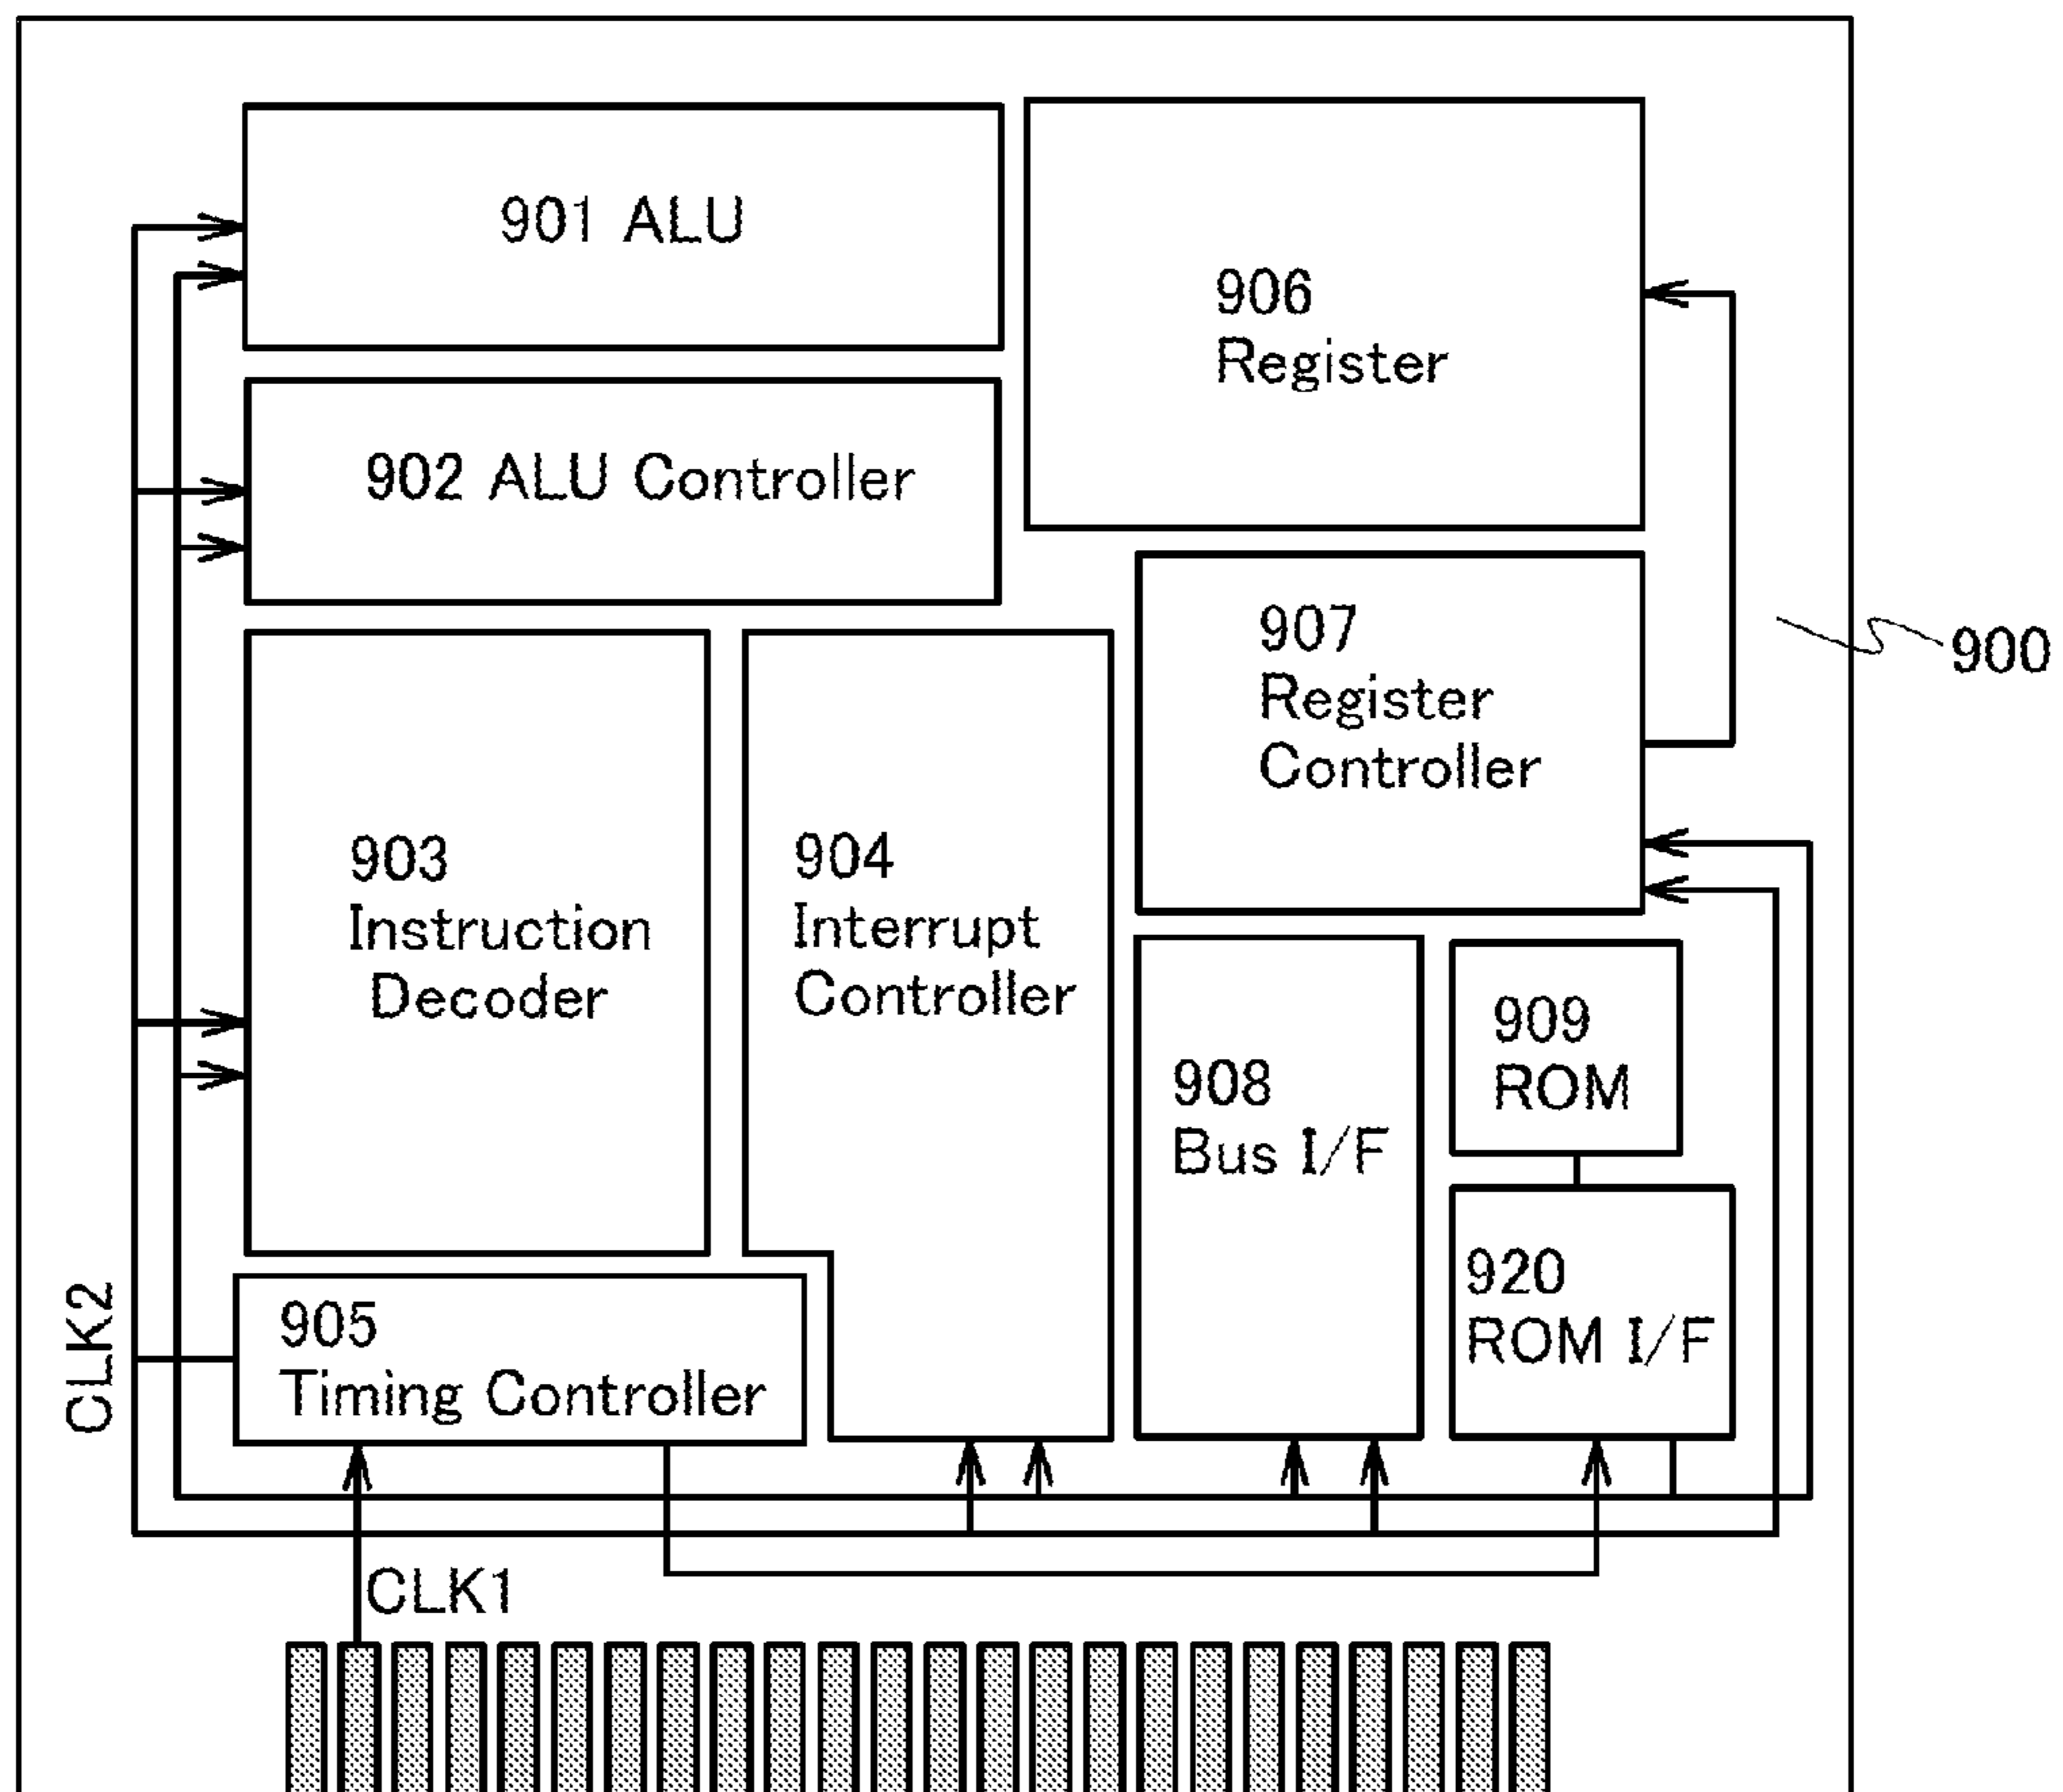 901 ALU
906
Register
902 ALU Controller
907
Register
Controller
900
903
Instruction
Decoder
904
Interrupt
Controller
908
Bus I/F
909
ROM
920
ROM I/F
905
Timing Controller
CLK2
CLK1